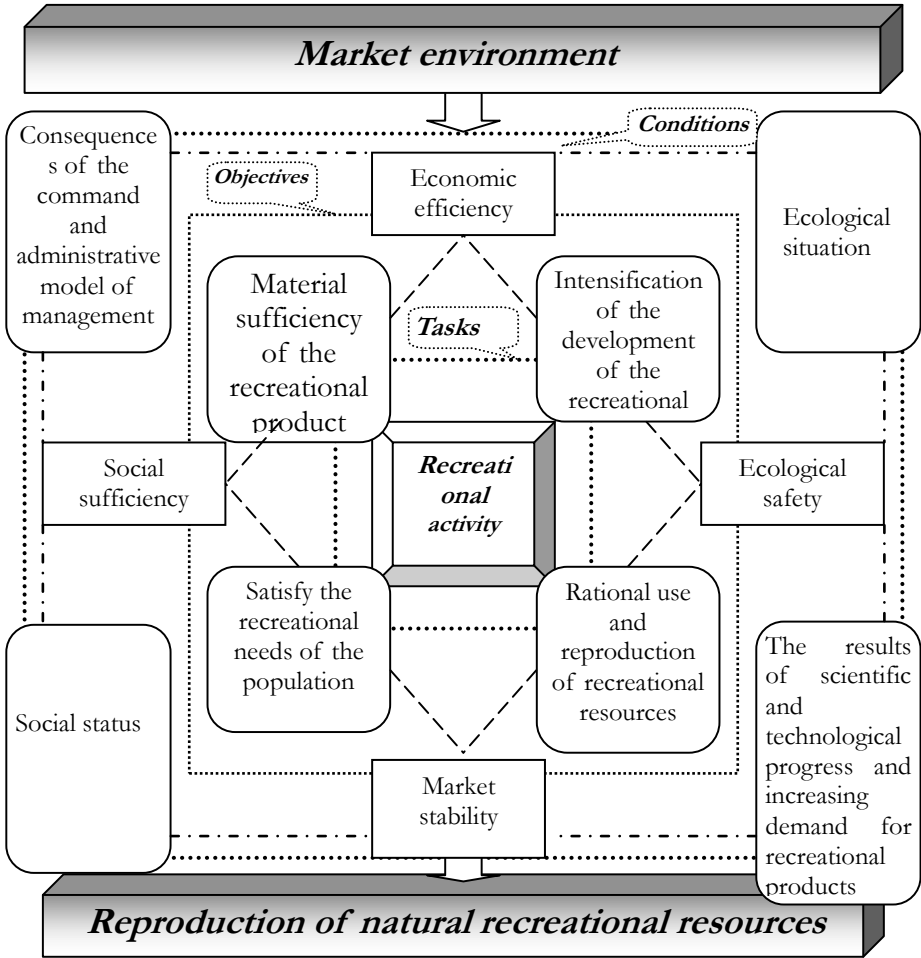 Market environment
Conditions
Consequence
s of the
command
and
administrative
model of
management
Objectives
Economic
efficiency
Ecological
situation
Material
sufficiency
of the
recreational
product
Tasks
Intensification
of the
development
of the
recreational
Social
sufficiency
Recreati
onal
activity
Ecological
safety
Satisfy the
recreational
needs of the
population
Rational use
and
reproduction
of recreational
resources
Social status
The results
of scientific
and
technological
progress and
increasing
demand for
recreational
products
Market
stability
Reproduction of natural recreational resources